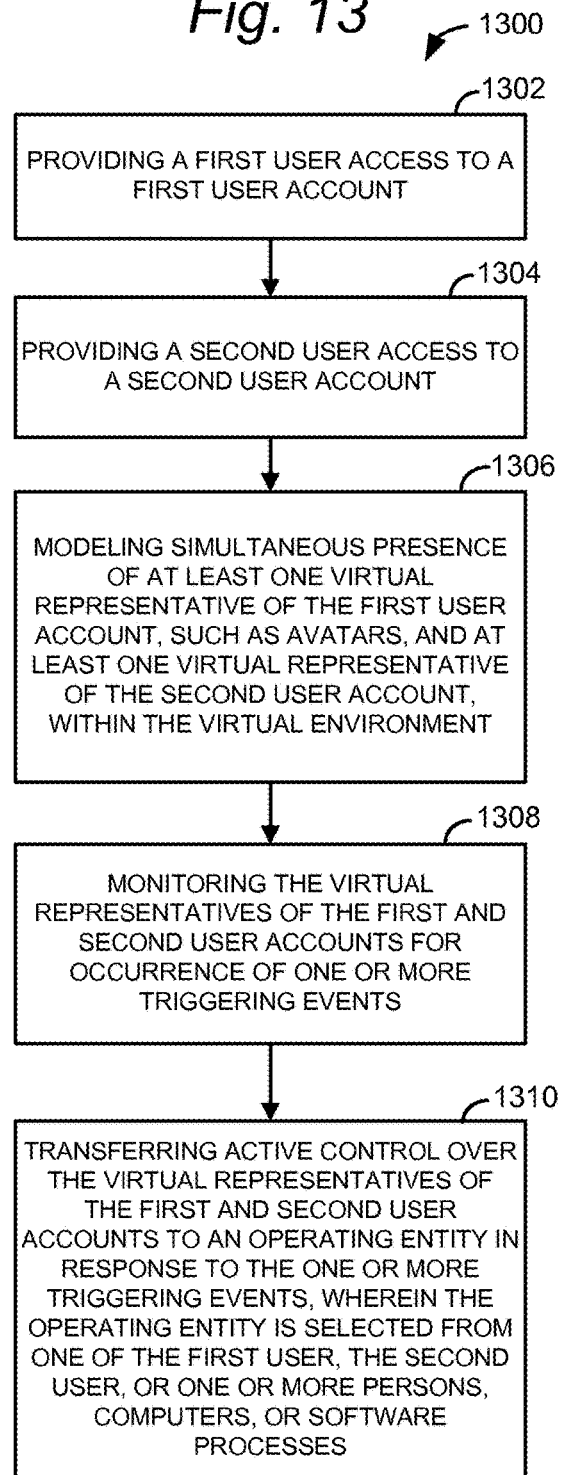 Fig. 13
1300
1302
PROVIDING A FIRST USER ACCESS TO A
FIRST USER ACCOUNT
1304
PROVIDING A SECOND USER ACCESS TO
A SECOND USER ACCOUNT
1306
MODELING SIMULTANEOUS PRESENCE
OF AT LEAST ONE VIRTUAL
REPRESENTATIVE OF THE FIRST USER
ACCOUNT, SUCH AS AVATARS, AND AT
LEAST ONE VIRTUAL REPRESENTATIVE
OF THE SECOND USER ACCOUNT,
WITHIN THE VIRTUAL ENVIRONMENT
1308
MONITORING THE VIRTUAL
REPRESENTATIVES OF THE FIRST AND
SECOND USER ACCOUNTS FOR
OCCURRENCE OF ONE OR MORE
TRIGGERING EVENTS
1310
TRANSFERRING ACTIVE CONTROL OVER
THE VIRTUAL REPRESENTATIVES OF
THE FIRST AND SECOND USER
ACCOUNTS TO AN OPERATING ENTITY IN
RESPONSE TO THE ONE OR MORE
TRIGGERING EVENTS, WHEREIN THE
OPERATING ENTITY IS SELECTED FROM
ONE OF THE FIRST USER, THE SECOND
USER, OR ONE OR MORE PERSONS,
COMPUTERS, OR SOFTWARE
PROCESSES